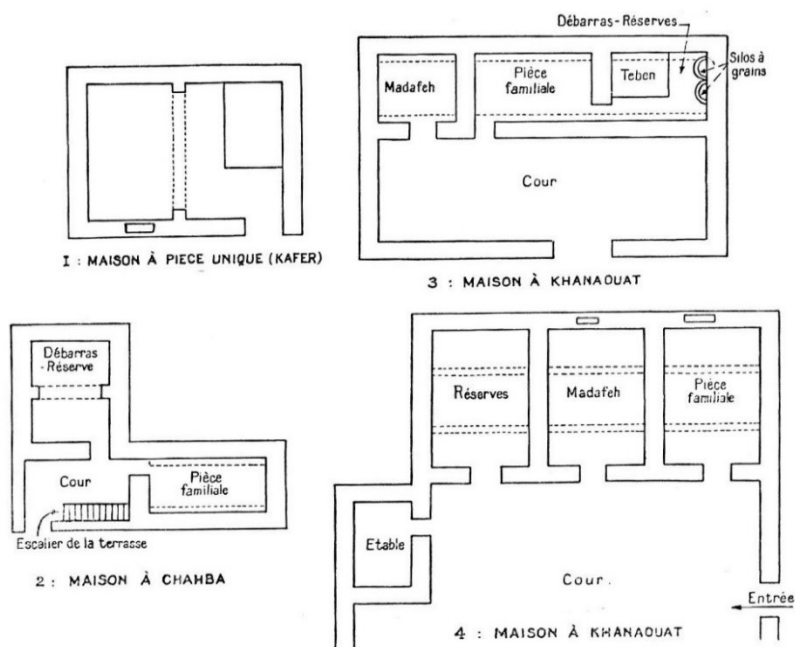 1 : MAISON À PIECE UNIQUE (KAFER)
Débarras-Réserves
Silos à
grains
Madafeh
Pièce
familiale
Teben
Cour
3 : MAISON À KHANAOUAT
Débarras
-Réserve
Cour
Pièce
familiale
Escalier de la terrasse
2 : MAISON À CHAHBA
Réserves
Madafeh
Pièce
familiale
Etable
Cour.
Entrée
4 : MAISON À KHANAOUAT